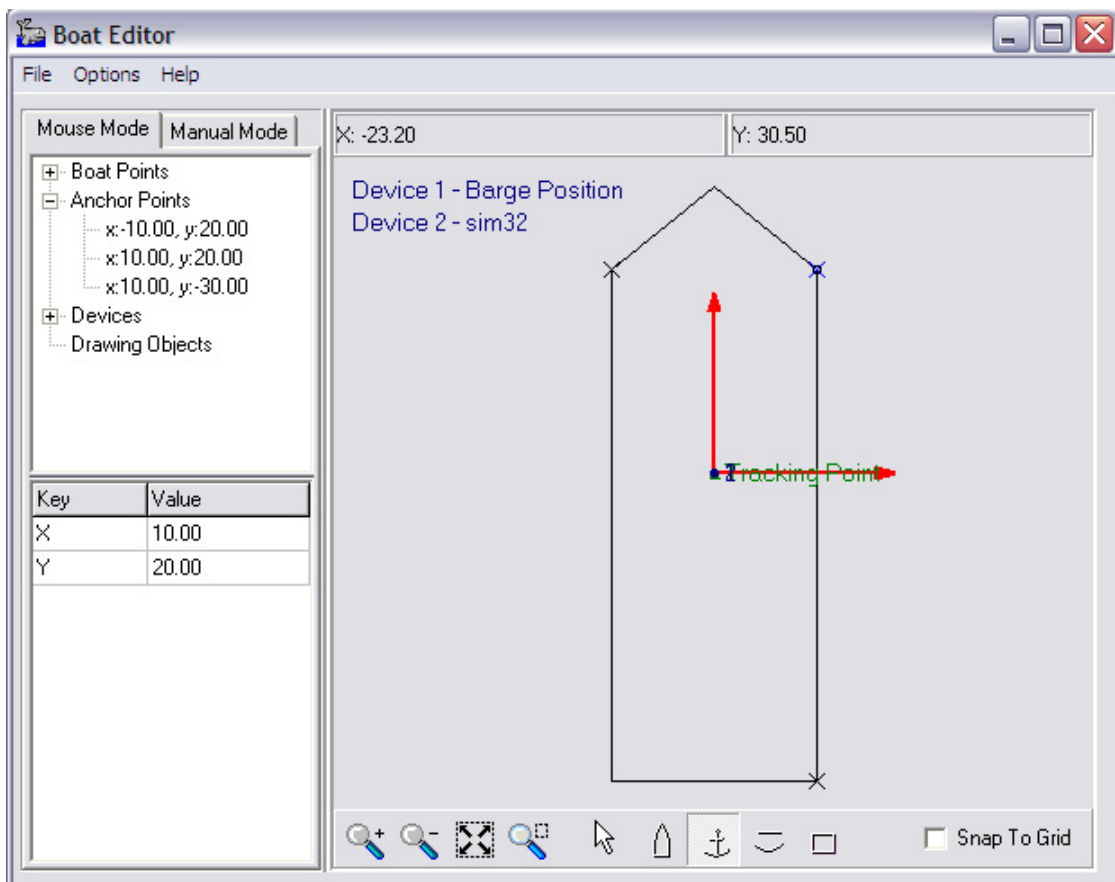 Boat Editor
File Options Help
Mouse Mode Manual Mode
X: -23.20 Y: 30.50
Boat Points
Anchor Points
x:-10.00, y:20.00
x:10.00, y:20.00
x:10.00, y:-30.00
Devices
Drawing Objects
Device 1 - Barge Position
Device 2 - sim32
Tracking Point
Key Value
X 10.00
Y 20.00
Snap To Grid